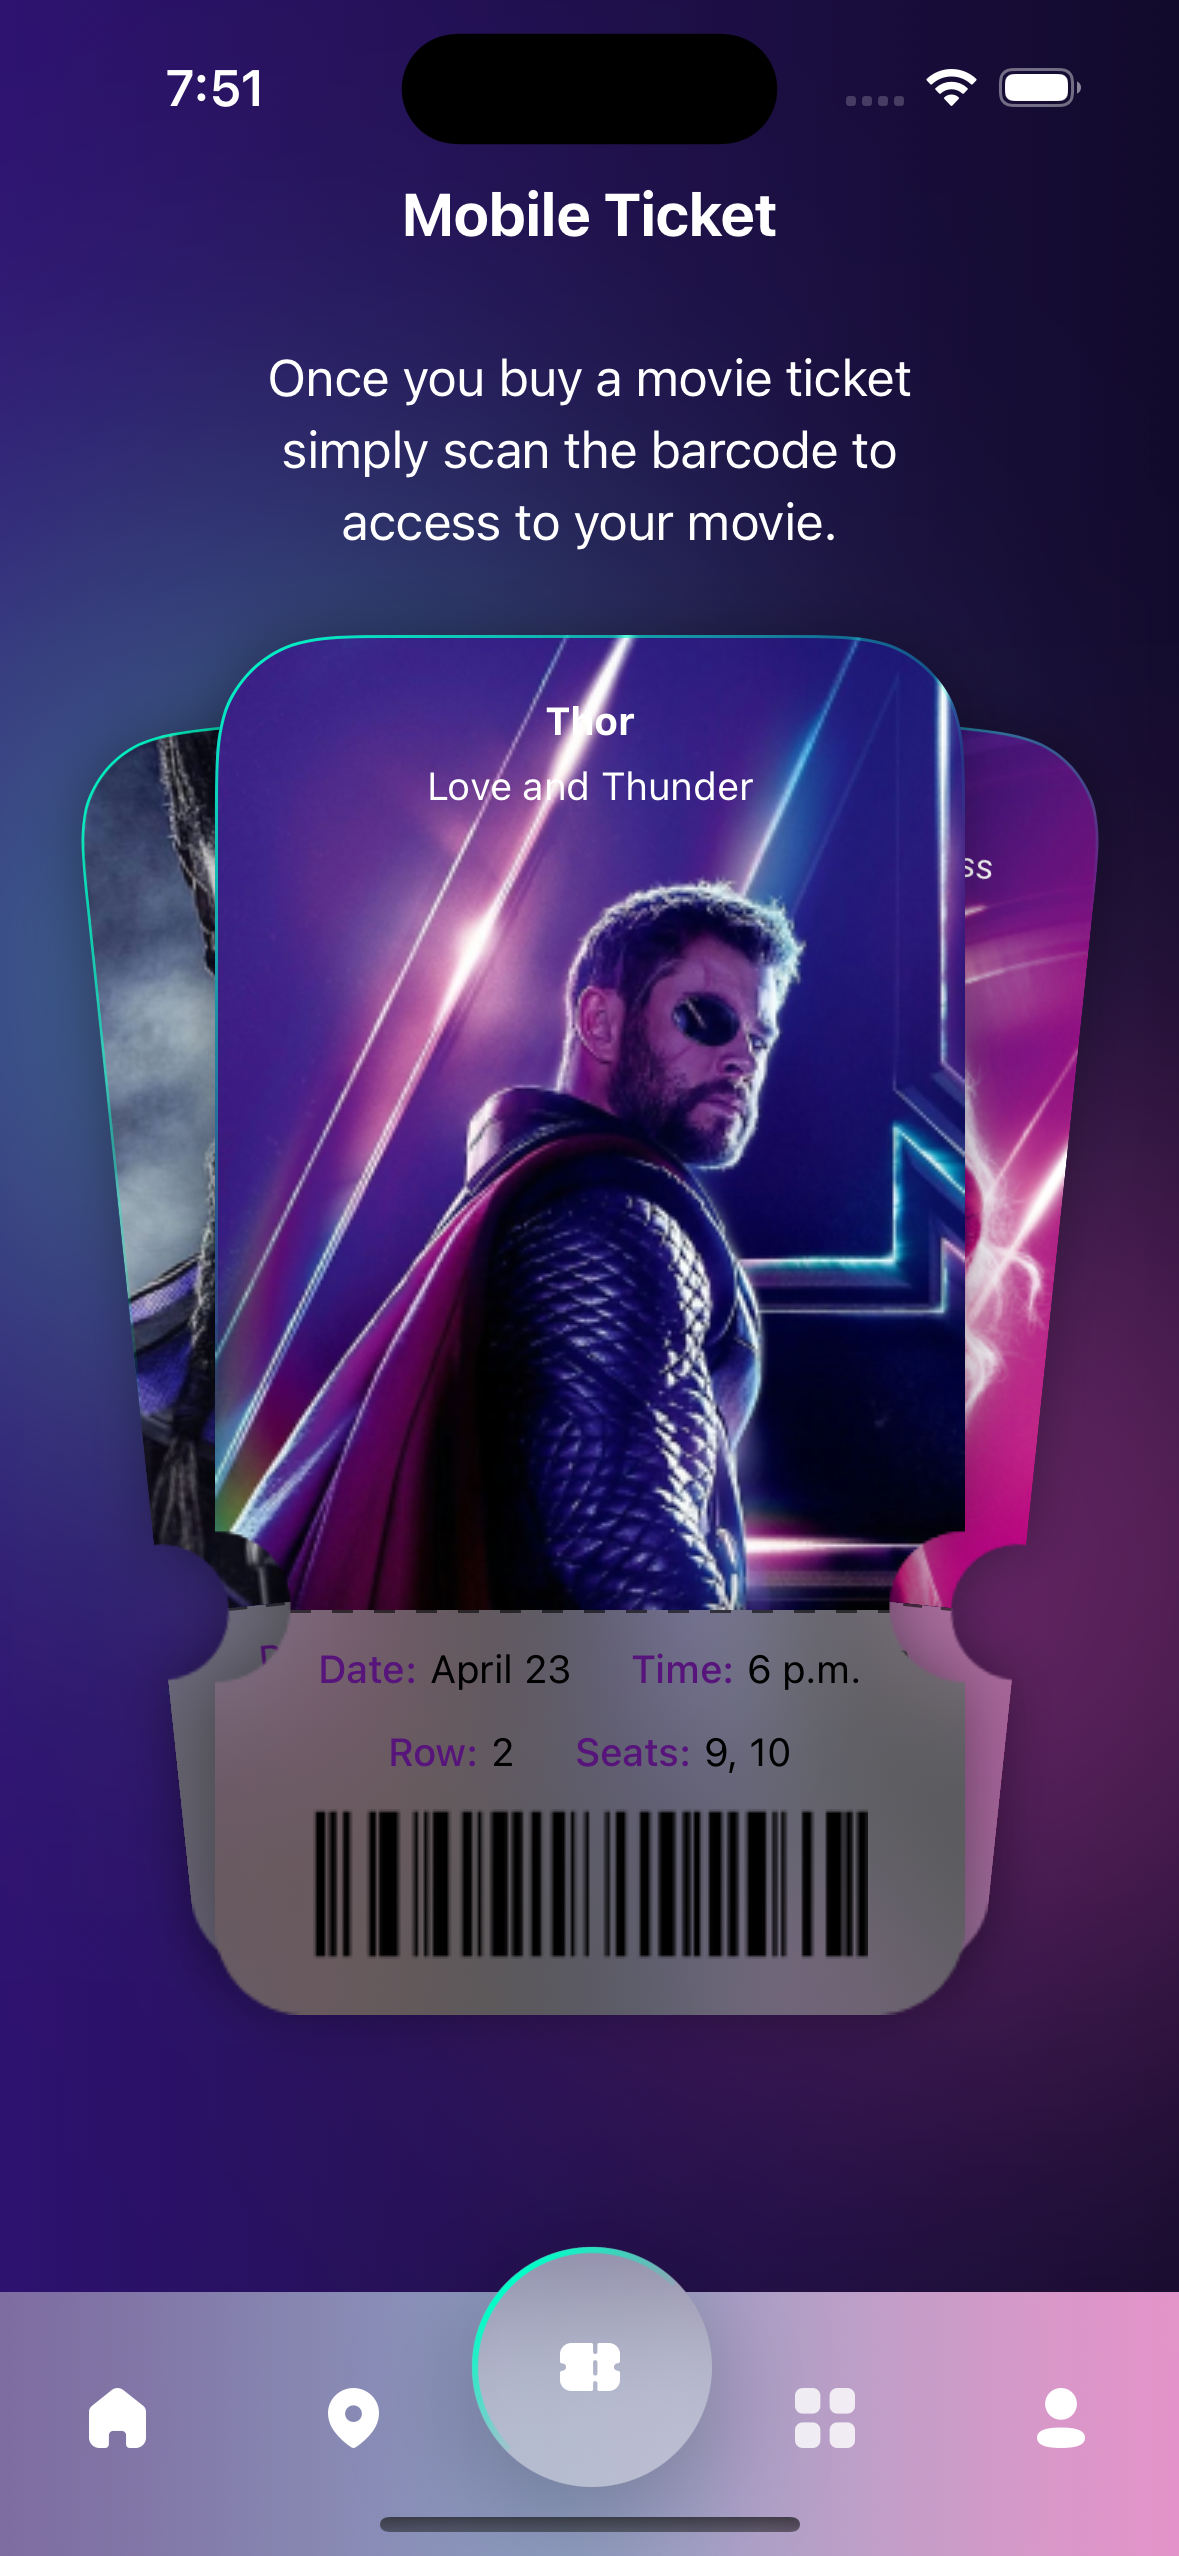 7:51
Mobile Ticket
Once you buy a movie ticket
simply scan the barcode to
access to your movie.
Thor
Love and Thunder
Date: April 23 Time: 6 p.m.
Row: 2 Seats: 9, 10